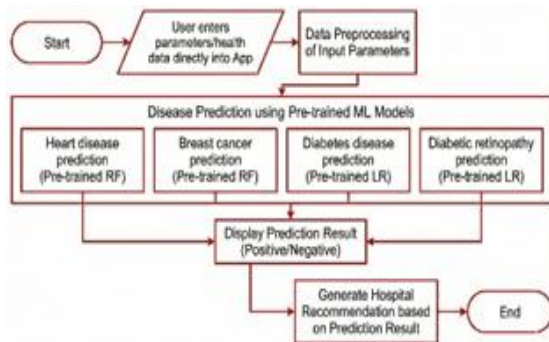 Start
User enters
parameters/health
data directly into App
Data Preprocessing
of Input Parameters
Disease Prediction using Pre-trained ML Models
Heart disease
prediction
(Pre-trained RF)
Breast cancer
prediction
(Pre-trained RF)
Diabetes disease
prediction
(Pre-trained LR)
Diabetic retinopathy
prediction
(Pre-trained LR)
Display Prediction Result
(Positive/Negative)
Generate Hospital
Recommendation based
on Prediction Result
End